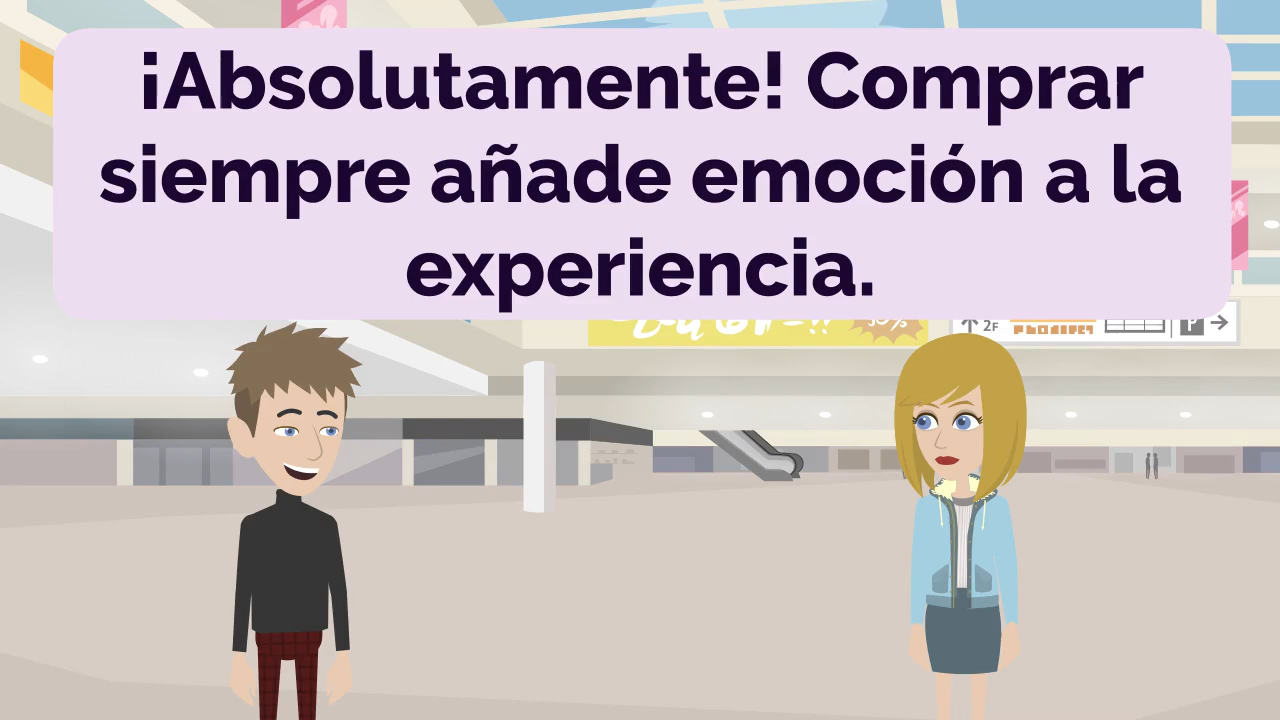 ¡Absolutamente! Comprar
siempre añade emoción a la
experiencia.
2F
P